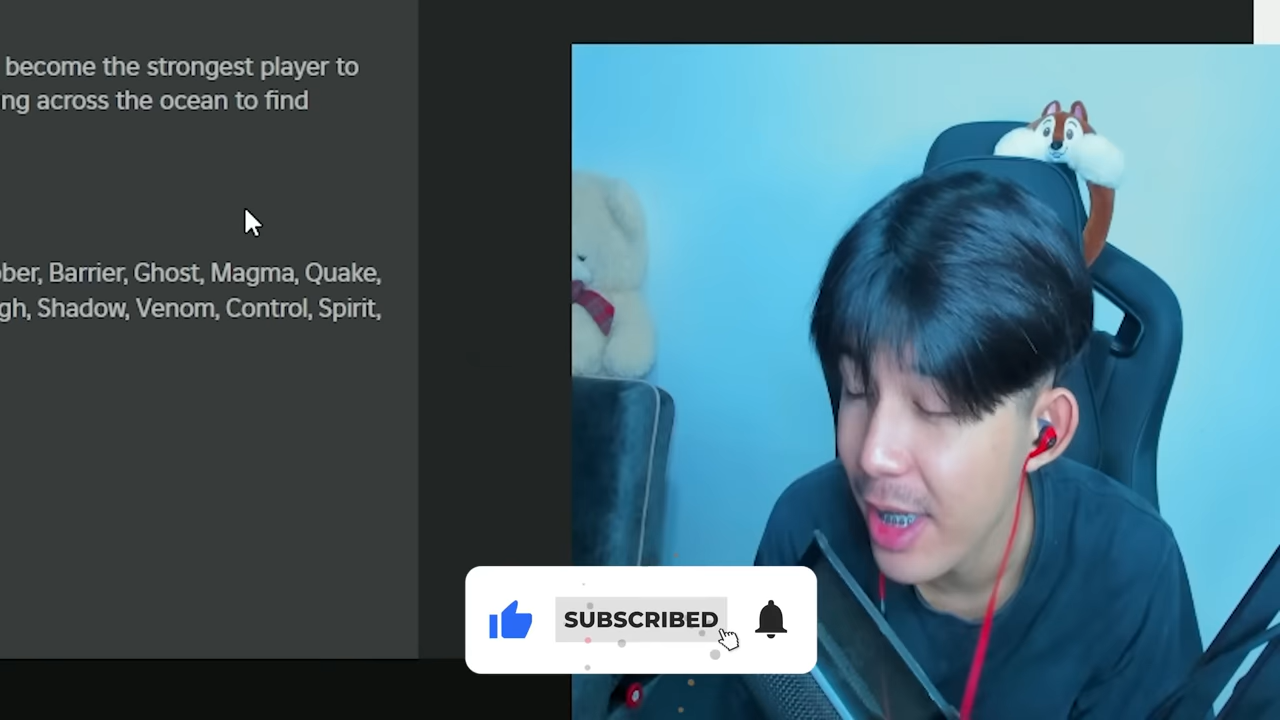 become the strongest player to
ng across the ocean to find
ber, Barrier, Ghost, Magma, Quake,
gh, Shadow, Venom, Control, Spirit,
SUBSCRIBED